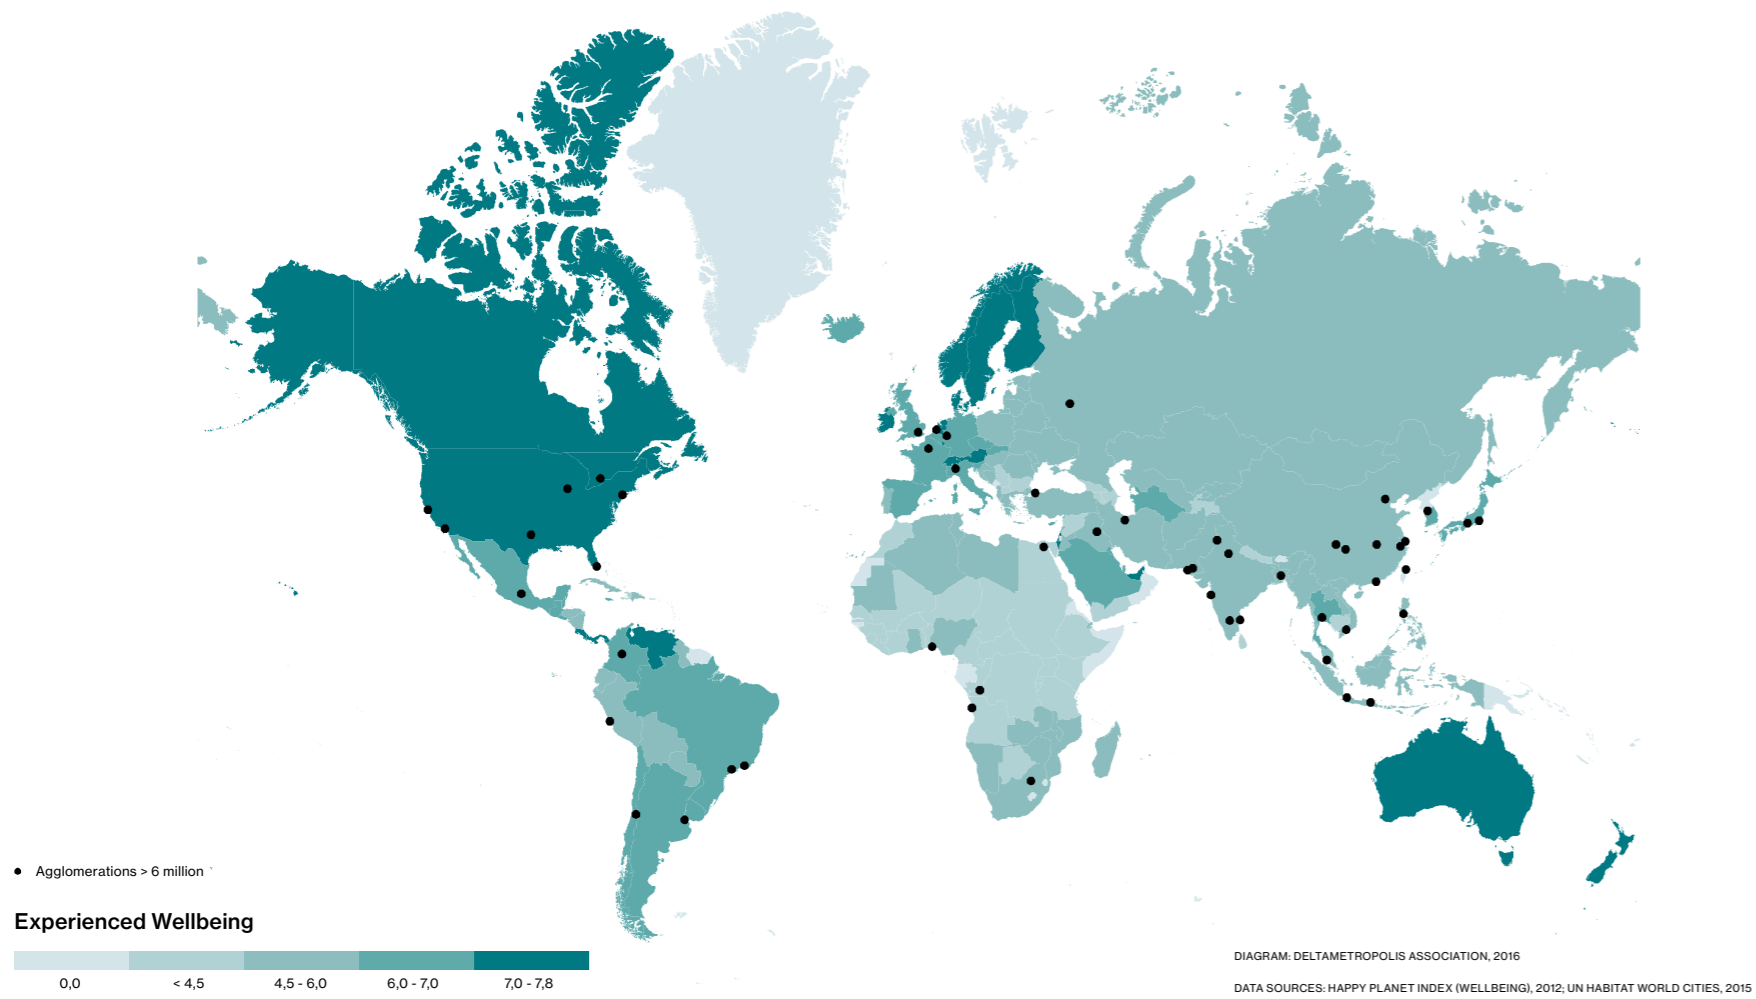 Agglomerations > 6 million
Experienced Wellbeing
0,0
< 4,5
4,5 - 6,0
6,0 - 7,0
7,0 - 7,8
DIAGRAM: DELTAMETROPOLIS ASSOCIATION, 2016
DATA SOURCES: HAPPY PLANET INDEX (WELLBEING), 2012; UN HABITAT WORLD CITIES, 2015